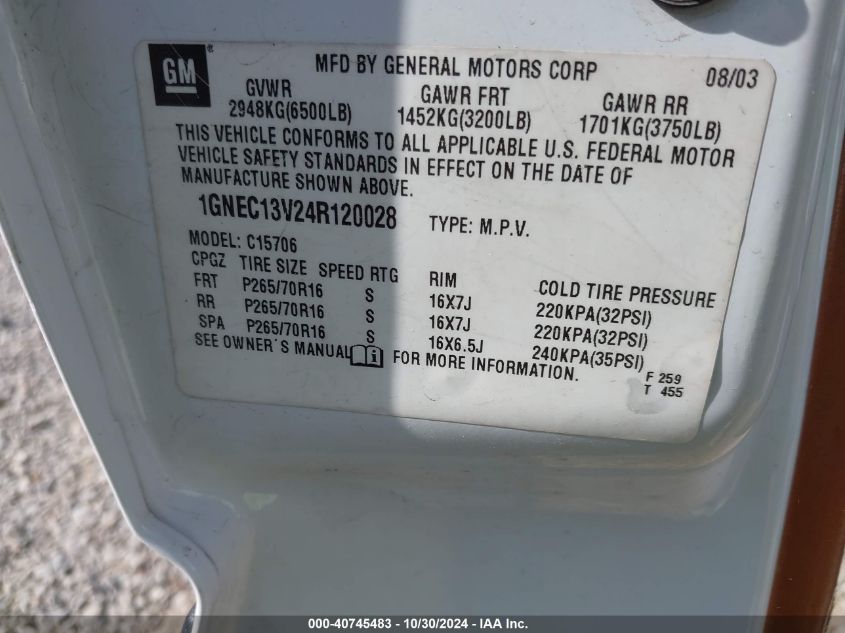 GM ® MFD BY GENERAL MOTORS CORP 08/03
GVWR GAWR FRT GAWR RR
2948KG(6500LB) 1452KG(3200LB) 1701KG(3750LB)
THIS VEHICLE CONFORMS TO ALL APPLICABLE U.S. FEDERAL MOTOR
VEHICLE SAFETY STANDARDS IN EFFECT ON THE DATE OF
MANUFACTURE SHOWN ABOVE.
1GNEC13V24R120028 TYPE: M.P.V.
MODEL: C15706
CPGZ TIRE SIZE SPEED RTG RIM COLD TIRE PRESSURE
FRT P265/70R16 S 16X7J 220KPA(32PSI)
RR P265/70R16 S 16X7J 220KPA(32PSI)
SPA P265/70R16 S 16X6.5J 240KPA(35PSI)
SEE OWNER'S MANUAL i FOR MORE INFORMATION.
F 259
T 455
000-40745483 - 10/30/2024 - IAA Inc.